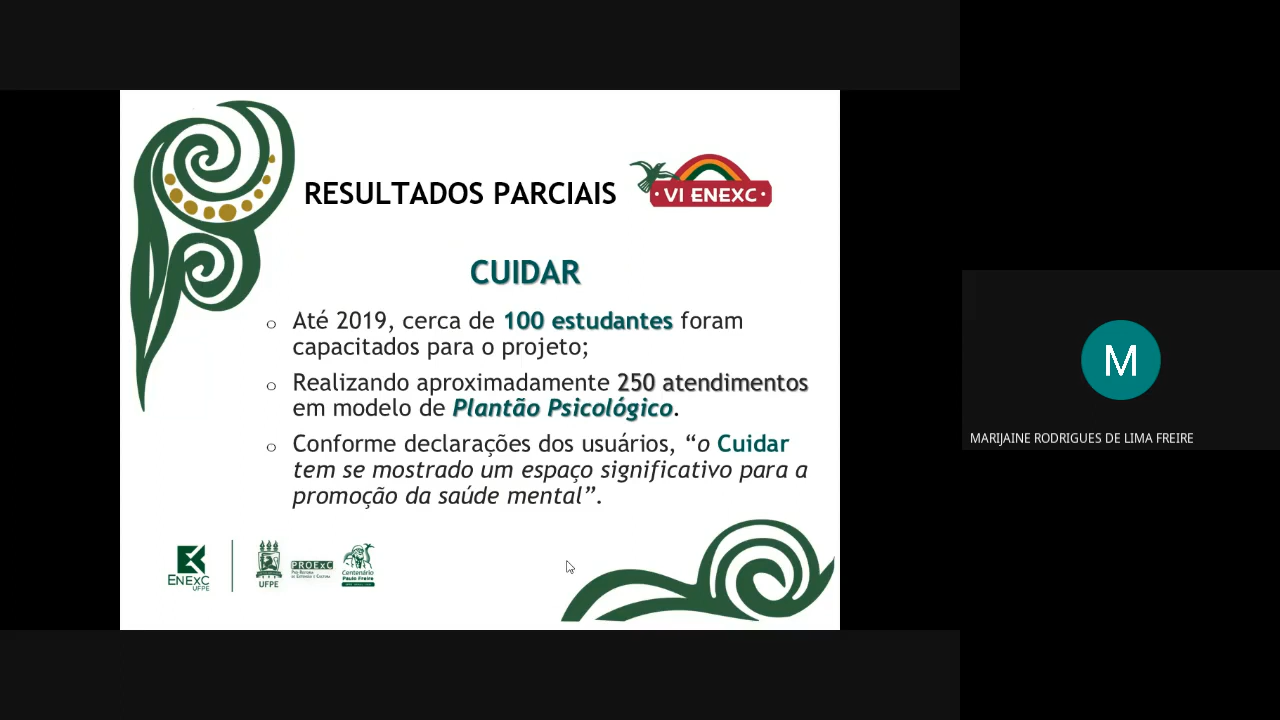 RESULTADOS PARCIAIS
• VI ENEXC •
CUIDAR
Até 2019, cerca de 100 estudantes foram
capacitados para o projeto;
Realizando aproximadamente 250 atendimentos
em modelo de Plantão Psicológico.
Conforme declarações dos usuários, “o Cuidar
tem se mostrado um espaço significativo para a
promoção da saúde mental”.
ENEXC
UFPE
UFPE
PROExC
Centenário
Paulo Freire
M
MARIJAINE RODRIGUES DE LIMA FREIRE